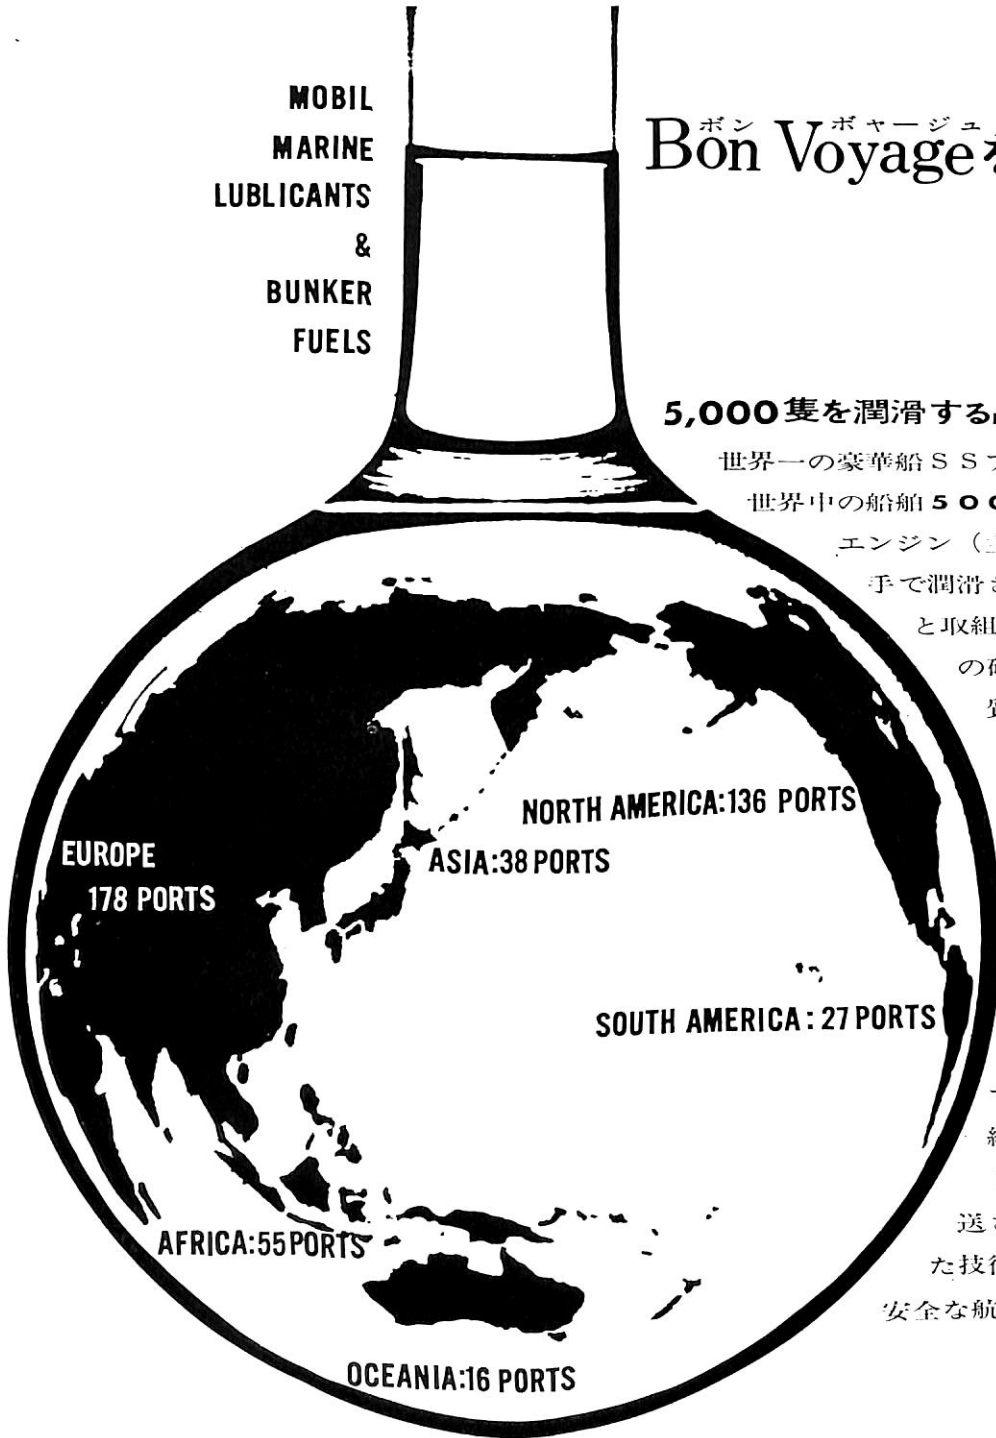 MOBIL
MARINE
LUBLICANTS
&
BUNKER
FUELS
ボン ボャージュ
Bon Voyage
5,000隻を潤滑する
世界一の豪華船SS
世界中の船舶500
エンジン(
手で潤滑
と取組
の
NORTH AMERICA:136 PORTS
EUROPE
178 PORTS
ASIA:38 PORTS
SOUTH AMERICA:27 PORTS
AFRICA:55 PORTS
送
た技
安全な航
OCEANIA:16 PORTS